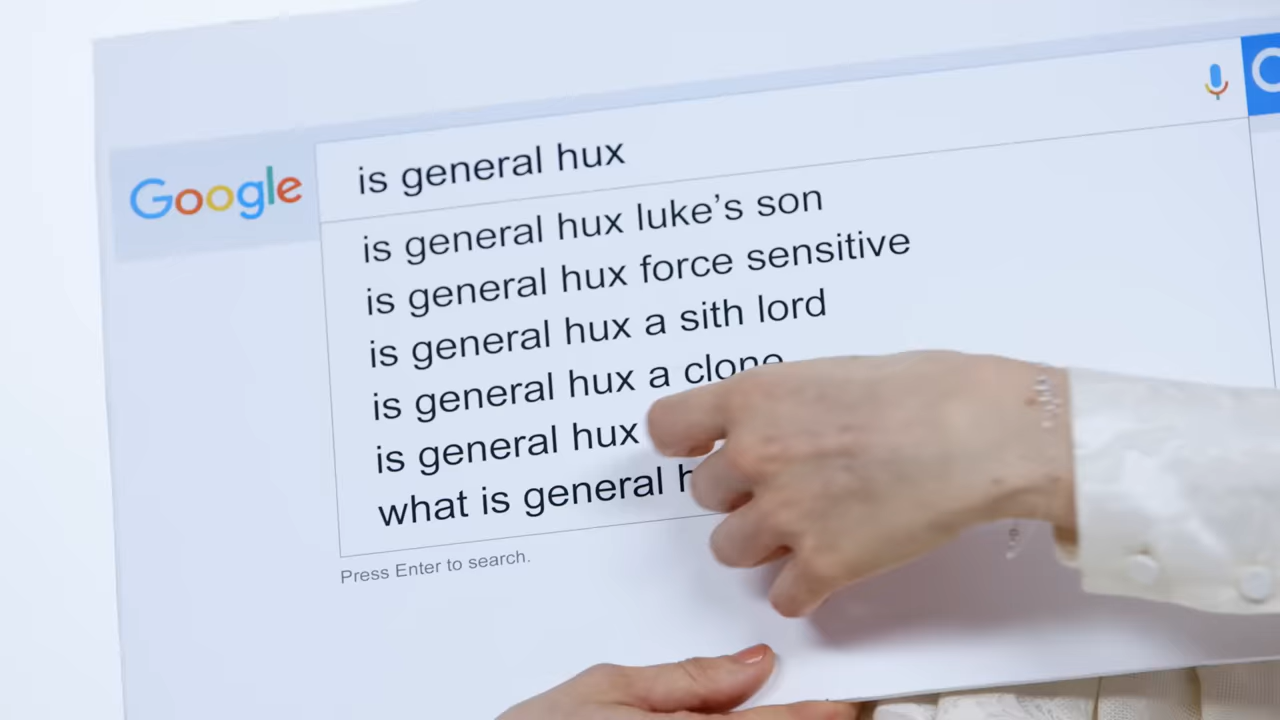 Google
is general hux
is general hux luke's son
is general hux force sensitive
is general hux a sith lord
is general hux a clone
is general hux
what is general
Press Enter to search.